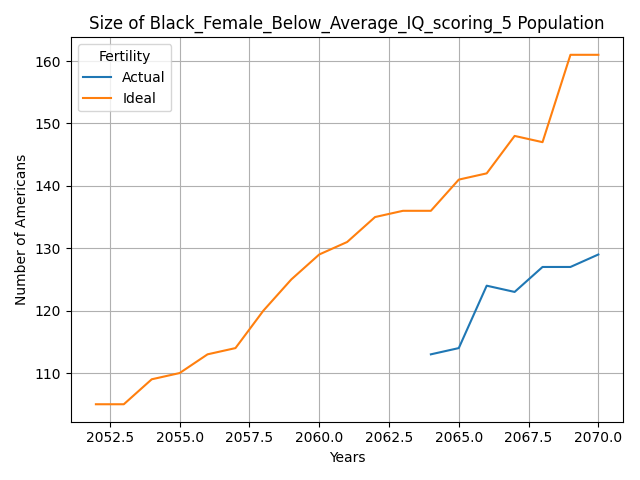 Size of Black_Female_Below_Average_IQ_scoring_5 Population
Fertility
Actual
Ideal
160
150
140
130
120
110
Number of Americans
2052.5 2055.0 2057.5 2060.0 2062.5 2065.0 2067.5 2070.0
Years